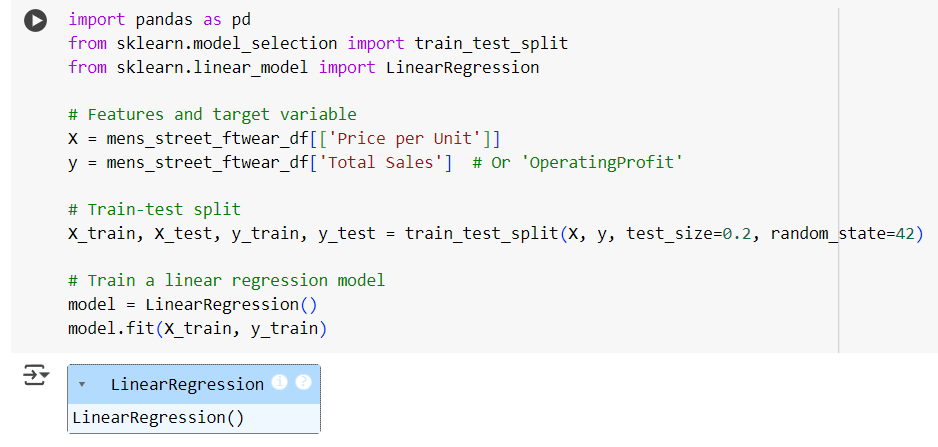 import pandas as pd
from sklearn.model_selection import train_test_split
from sklearn.linear_model import LinearRegression
# Features and target variable
X = mens_street_ftwear_df[['Price per Unit']]
y = mens_street_ftwear_df['Total Sales']  # Or 'OperatingProfit'
# Train-test split
X_train, X_test, y_train, y_test = train_test_split(X, y, test_size=0.2, random_state=42)
# Train a linear regression model
model = LinearRegression()
model.fit(X_train, y_train)
LinearRegression i ?
LinearRegression()